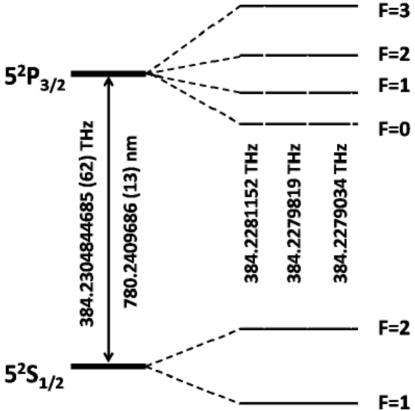 F=3
F=2
5²P₃/₂
F=1
F=0
384.2304844685 (62) THz
780.2409686 (13) nm
384.2281152 THz
384.2279819 THz
384.2279034 THz
F=2
5²S₁/₂
F=1